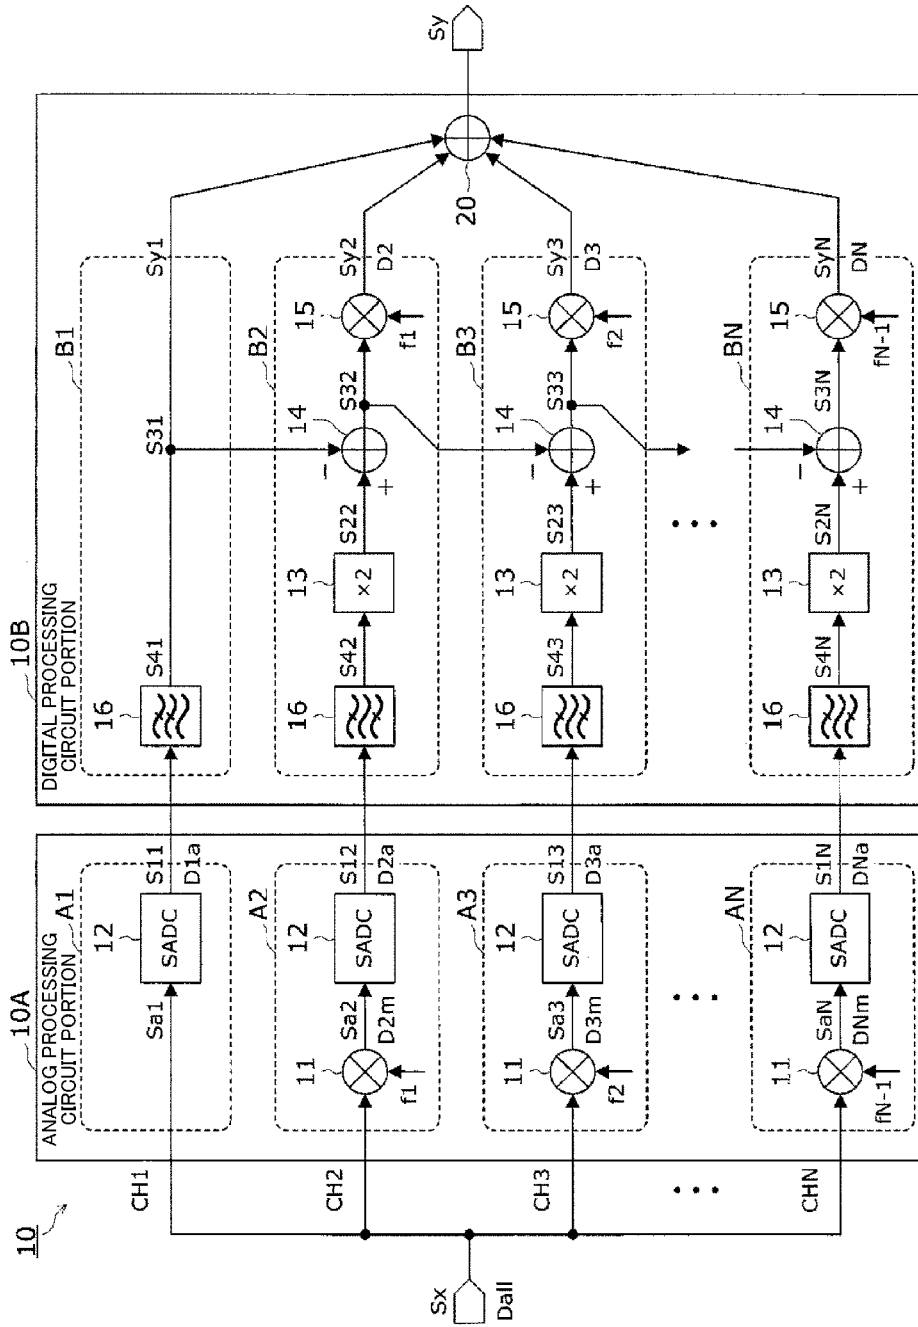 10
10A
ANALOG PROCESSING
CIRCUIT PORTION
10B
DIGITAL PROCESSING
CIRCUIT PORTION
Sx
Dall
CH1
A1
Sa1
12
SADC
S11
D1a
B1
16
S41
S31
Sy1
CH2
A2
11
f1
Sa2
D2m
12
SADC
S12
D2a
B2
16
S42
13
×2
S22
14
−
+
S32
15
f1
Sy2
D2
CH3
A3
11
f2
Sa3
D3m
12
SADC
S13
D3a
B3
16
S43
13
×2
S23
14
−
+
S33
15
f2
Sy3
D3
• • •
• • •
• • •
CHN
AN
11
fN-1
SaN
DNm
12
SADC
S1N
DNa
BN
16
S4N
13
×2
S2N
14
−
+
S3N
15
fN-1
SyN
DN
20
Sy